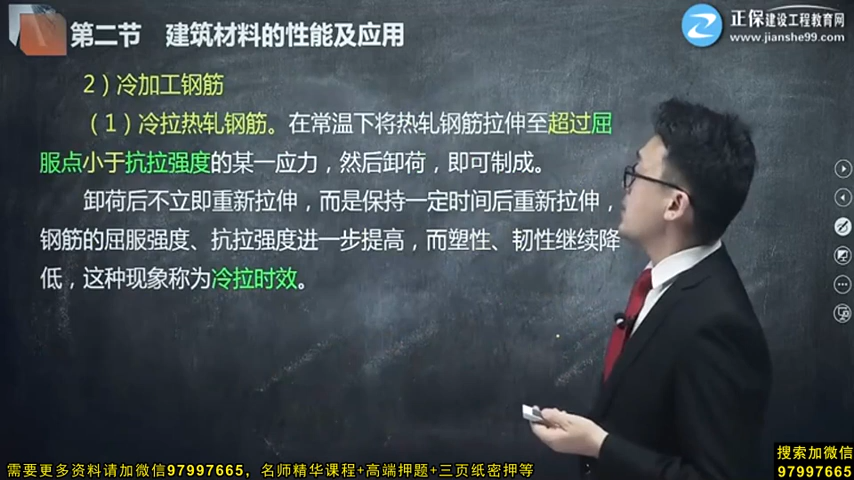 第二节 建筑材料的性能及应用
正保建设工程教育网
www.jianshe99.com
2）冷加工钢筋
（1）冷拉热轧钢筋。在常温下将热轧钢筋拉伸至超过屈
服点小于抗拉强度的某一应力，然后卸荷，即可制成。
卸荷后不立即重新拉伸，而是保持一定时间后重新拉伸，
钢筋的屈服强度、抗拉强度进一步提高，而塑性、韧性继续降
低，这种现象称为冷拉时效。
需要更多资料请加微信97997665，名师精华课程+高端押题+三页纸密押等
搜索加微信
97997665